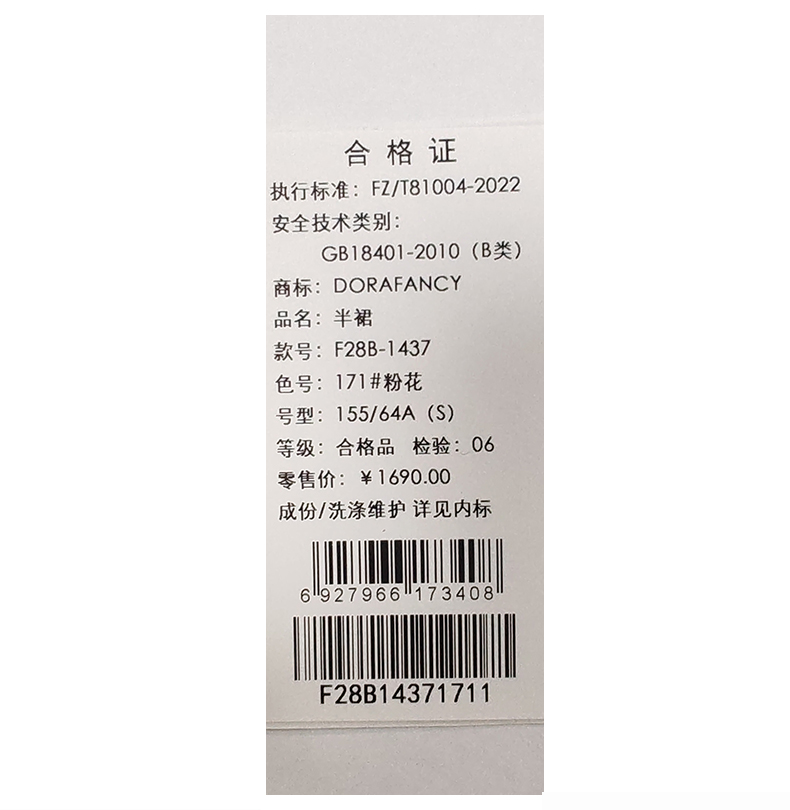 合格证
执行标准：FZ/T81004-2022
安全技术类别：
GB18401-2010（B类）
商标：DORAFANCY
品名：半裙
款号：F28B-1437
色号：171#粉花
号型：155/64A（S）
等级：合格品 检验：06
零售价：¥1690.00
成份/洗涤维护 详见内标
6 927966 173408
F28B14371711